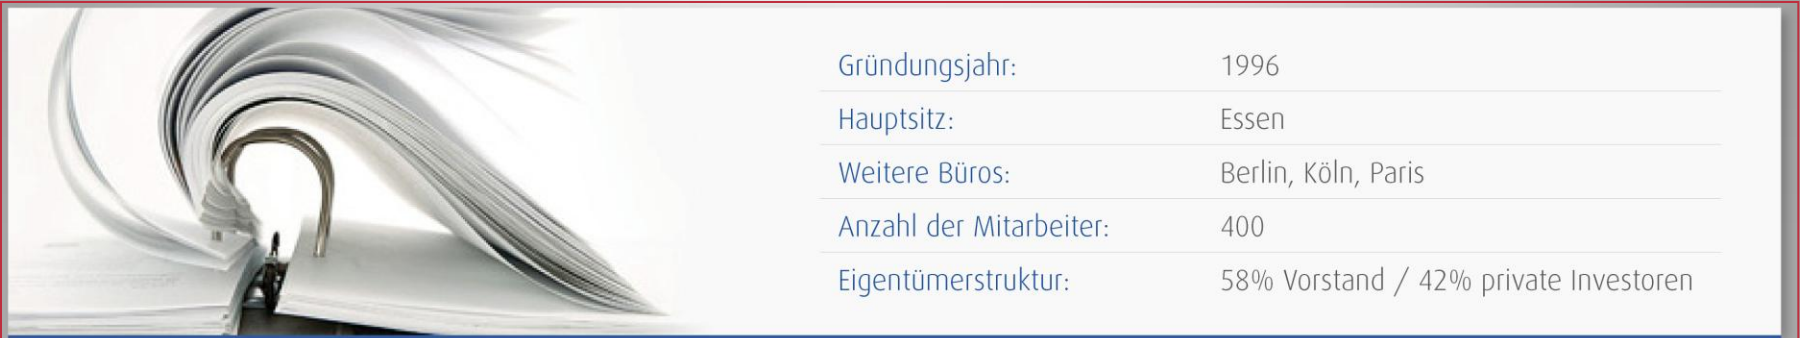 Gründungsjahr: 1996
Hauptsitz: Essen
Weitere Büros: Berlin, Köln, Paris
Anzahl der Mitarbeiter: 400
Eigentümerstruktur: 58% Vorstand / 42% private Investoren